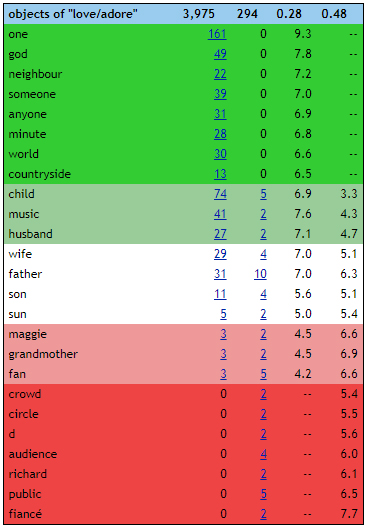 objects of "love/adore" 3,975 294 0.28 0.48
one 161 0 9.3 --
god 49 0 7.8 --
neighbour 22 0 7.2 --
someone 39 0 7.0 --
anyone 31 0 6.9 --
minute 28 0 6.8 --
world 30 0 6.6 --
countryside 13 0 6.5 --
child 74 5 6.9 3.3
music 41 2 7.6 4.3
husband 27 2 7.1 4.7
wife 29 4 7.0 5.1
father 31 10 7.0 6.3
son 11 4 5.6 5.1
sun 5 2 5.0 5.4
maggie 3 2 4.5 6.6
grandmother 3 2 4.5 6.9
fan 3 5 4.2 6.6
crowd 0 2 -- 5.4
circle 0 2 -- 5.5
d 0 2 -- 5.6
audience 0 4 -- 6.0
richard 0 2 -- 6.1
public 0 5 -- 6.5
fiancé 0 2 -- 7.7